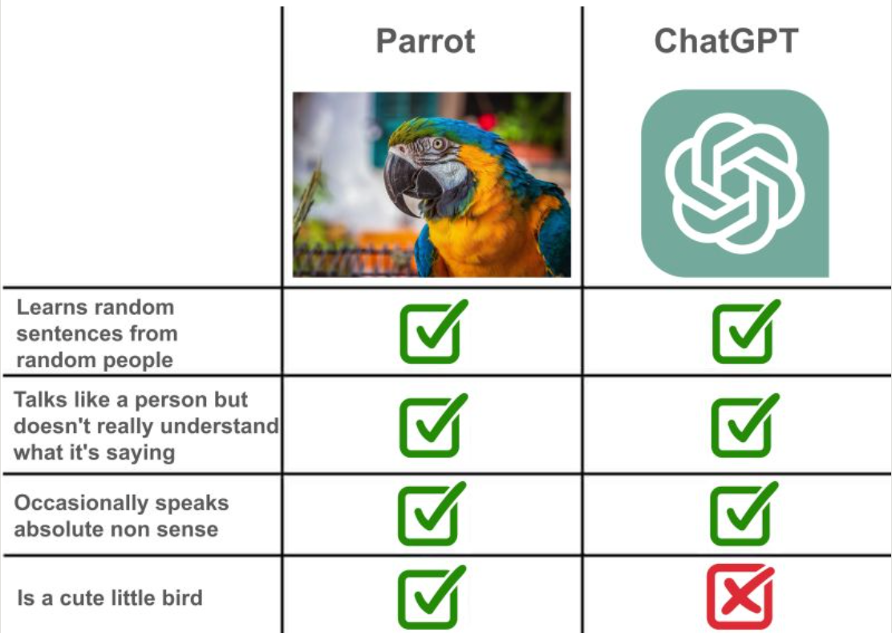 Parrot
ChatGPT
Learns random
sentences from
random people
Talks like a person but
doesn't really understand
what it's saying
Occasionally speaks
absolute non sense
Is a cute little bird